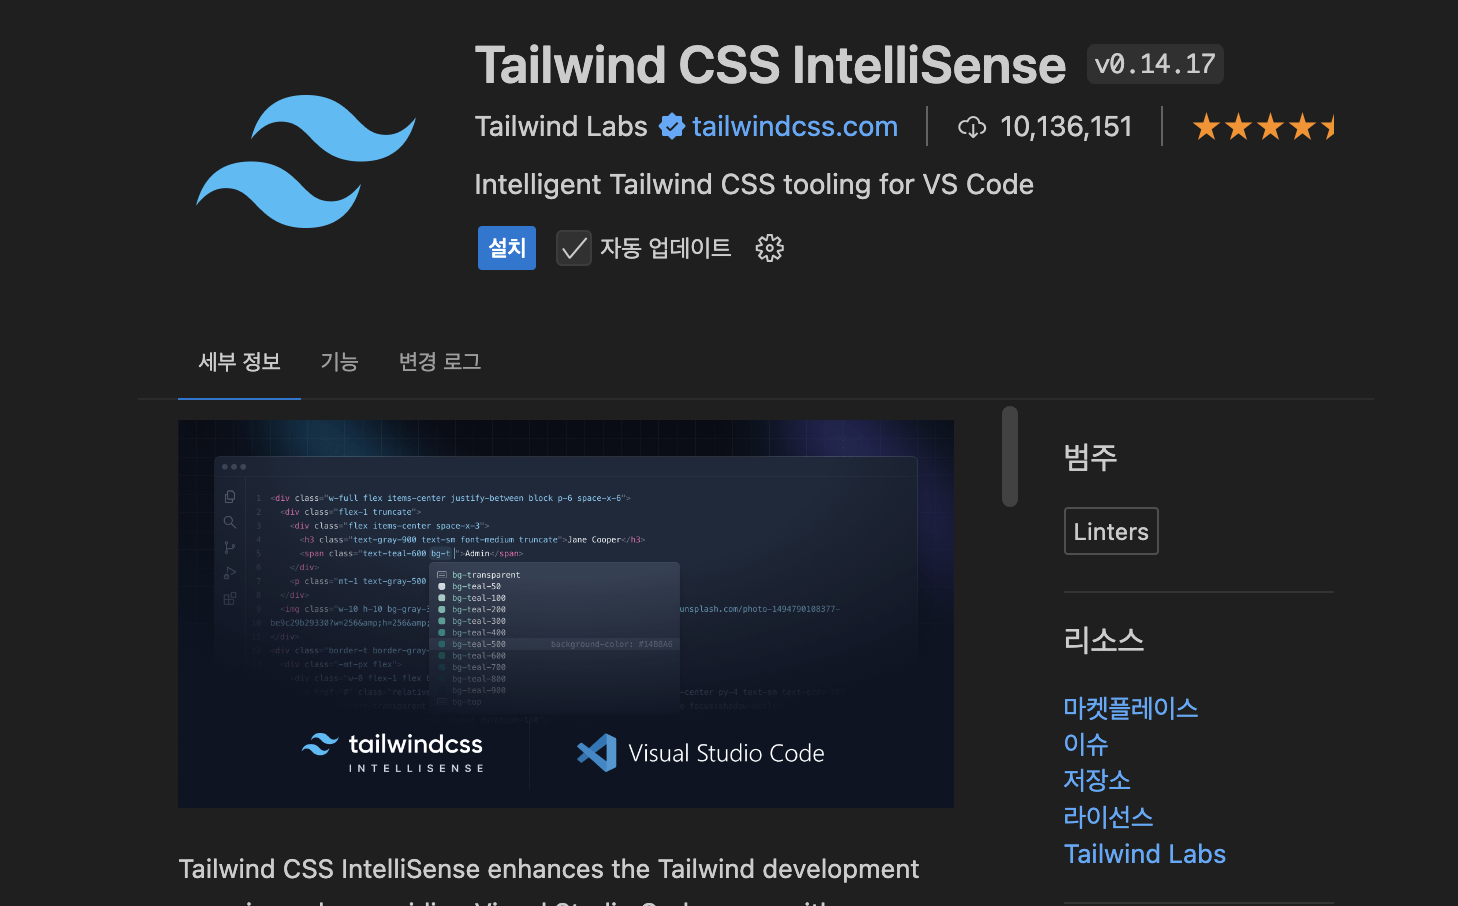 Tailwind CSS IntelliSense v0.14.17
Tailwind Labs tailwindcss.com 10,136,151
Intelligent Tailwind CSS tooling for VS Code
설치 자동 업데이트
세부 정보 기능 변경 로그
1 <div class="w-full flex items-center justify-between block p-6 space-x-6">
2 <div class="flex-1 truncate">
3 <div class="flex items-center space-x-3">
4 <h3 class="text-gray-900 text-sm font-medium truncate">Jane Cooper</h3>
5 <span class="text-teal-600 bg-t ">Admin</span>
6 </div>
7 <p class="mt-1 text-gray-500
8 </div>
9 <img class="w-10 h-10 bg-gray-3 unsplash.com/photo-1494790108377-
10 be9c29b29330?w=256&amp;h=256&amp;
11 </div>
<div class="border-t border-gray-
<div class="-mt-px flex">
<div class="w-0 flex-1 flex
bg-transparent
bg-teal-50
bg-teal-100
bg-teal-200
bg-teal-300
bg-teal-400
bg-teal-500 background-color: #14B8A6
bg-teal-600
bg-teal-700
bg-teal-800
bg-teal-900
bg-top
tailwindcss
INTELLISENSE
Visual Studio Code
Tailwind CSS IntelliSense enhances the Tailwind development
범주
Linters
리소스
마켓플레이스
이슈
저장소
라이선스
Tailwind Labs